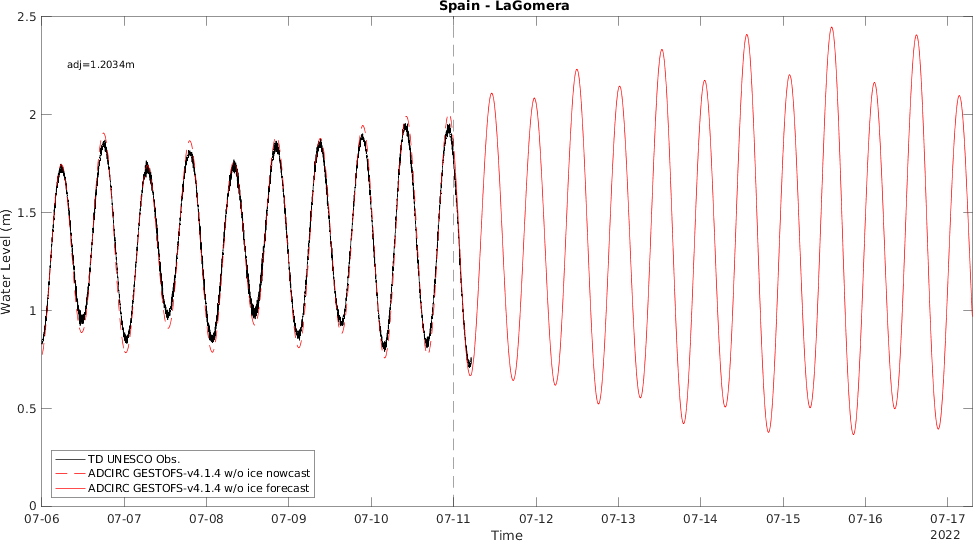 Spain - LaGomera
adj=1.2034m
Water Level (m)
2.5
2
1.5
1
0.5
0
TD UNESCO Obs.
ADCIRC GESTOFS-v4.1.4 w/o ice nowcast
ADCIRC GESTOFS-v4.1.4 w/o ice forecast
07-06 07-07 07-08 07-09 07-10 07-11 07-12 07-13 07-14 07-15 07-16 07-17
2022
Time